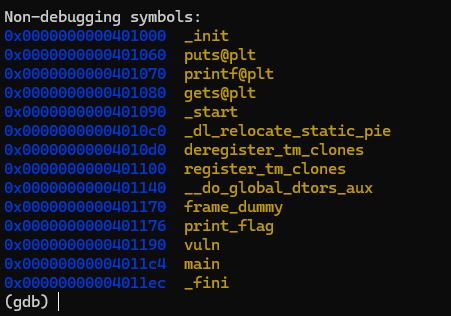 Non-debugging symbols:
0x0000000000401000  _init
0x0000000000401060  puts@plt
0x0000000000401070  printf@plt
0x0000000000401080  gets@plt
0x0000000000401090  _start
0x00000000004010c0  _dl_relocate_static_pie
0x00000000004010d0  deregister_tm_clones
0x0000000000401100  register_tm_clones
0x0000000000401140  __do_global_dtors_aux
0x0000000000401170  frame_dummy
0x0000000000401176  print_flag
0x0000000000401190  vuln
0x00000000004011c4  main
0x00000000004011ec  _fini
(gdb)